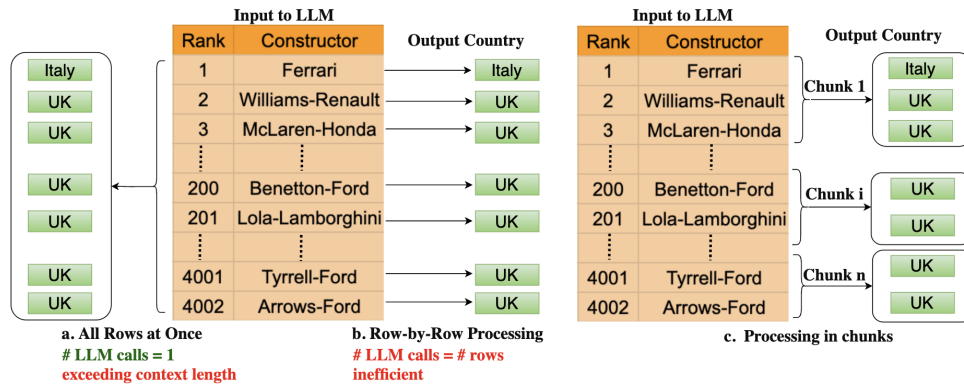 Input to LLM
Output Country
Rank Constructor
Italy 1 Ferrari Italy
UK 2 Williams-Renault UK
UK 3 McLaren-Honda UK
UK 200 Benetton-Ford UK
UK 201 Lola-Lamborghini UK
UK 4001 Tyrrell-Ford UK
UK 4002 Arrows-Ford UK
a. All Rows at Once
# LLM calls = 1
exceeding context length
b. Row-by-Row Processing
# LLM calls = # rows
inefficient
Input to LLM
Output Country
Rank Constructor
1 Ferrari Italy
Chunk 1
2 Williams-Renault UK
3 McLaren-Honda UK
200 Benetton-Ford UK
Chunk i
201 Lola-Lamborghini UK
4001 Tyrrell-Ford UK
Chunk n
4002 Arrows-Ford UK
c. Processing in chunks